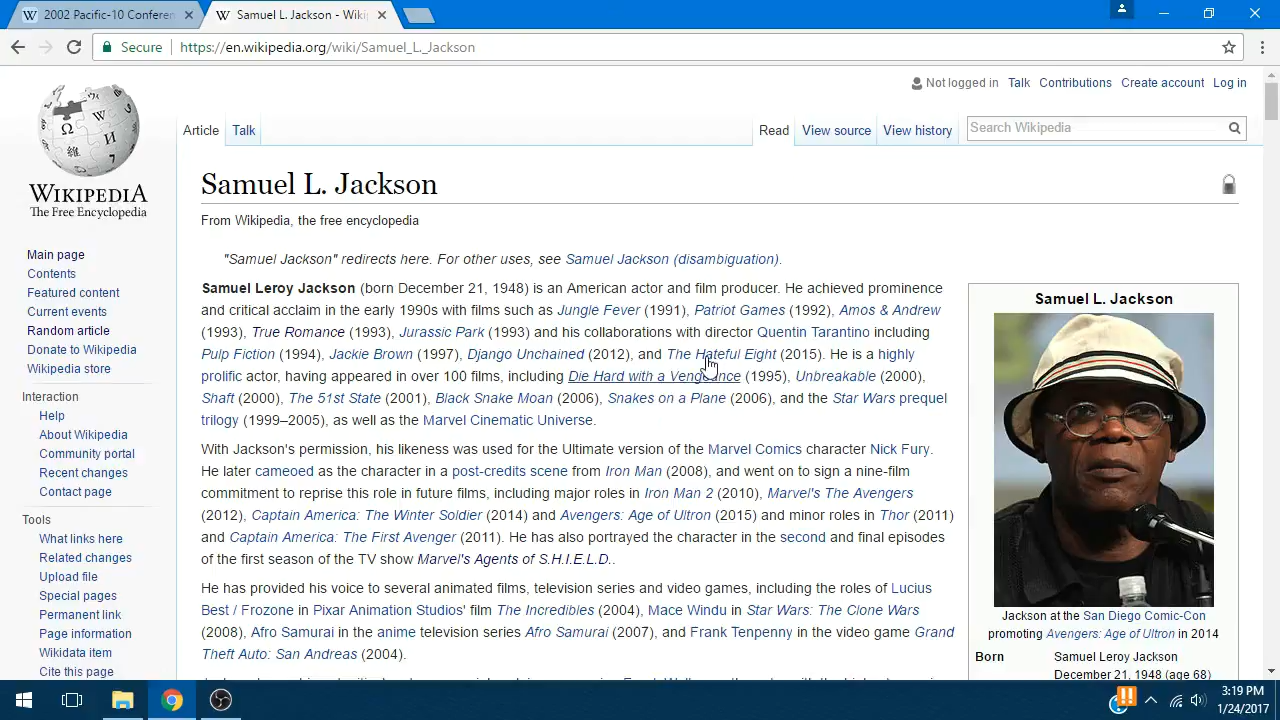 2002 Pacific-10 Conferen
Samuel L. Jackson - Wiki
Secure
https://en.wikipedia.org/wiki/Samuel_L._Jackson
Not logged in Talk Contributions Create account Log in
Article Talk
Read View source View history
Search Wikipedia
WIKIPEDIA
The Free Encyclopedia
Main page
Contents
Featured content
Current events
Random article
Donate to Wikipedia
Wikipedia store
Interaction
Help
About Wikipedia
Community portal
Recent changes
Contact page
Tools
What links here
Related changes
Upload file
Special pages
Permanent link
Page information
Wikidata item
Cite this page
Samuel L. Jackson
From Wikipedia, the free encyclopedia
"Samuel Jackson" redirects here. For other uses, see Samuel Jackson (disambiguation).
Samuel Leroy Jackson (born December 21, 1948) is an American actor and film producer. He achieved prominence
and critical acclaim in the early 1990s with films such as Jungle Fever (1991), Patriot Games (1992), Amos & Andrew
(1993), True Romance (1993), Jurassic Park (1993) and his collaborations with director Quentin Tarantino including
Pulp Fiction (1994), Jackie Brown (1997), Django Unchained (2012), and The Hateful Eight (2015). He is a highly
prolific actor, having appeared in over 100 films, including Die Hard with a Vengeance (1995), Unbreakable (2000),
Shaft (2000), The 51st State (2001), Black Snake Moan (2006), Snakes on a Plane (2006), and the Star Wars prequel
trilogy (1999–2005), as well as the Marvel Cinematic Universe.
With Jackson's permission, his likeness was used for the Ultimate version of the Marvel Comics character Nick Fury.
He later cameoed as the character in a post-credits scene from Iron Man (2008), and went on to sign a nine-film
commitment to reprise this role in future films, including major roles in Iron Man 2 (2010), Marvel's The Avengers
(2012), Captain America: The Winter Soldier (2014) and Avengers: Age of Ultron (2015) and minor roles in Thor (2011)
and Captain America: The First Avenger (2011). He has also portrayed the character in the second and final episodes
of the first season of the TV show Marvel's Agents of S.H.I.E.L.D..
He has provided his voice to several animated films, television series and video games, including the roles of Lucius
Best / Frozone in Pixar Animation Studios' film The Incredibles (2004), Mace Windu in Star Wars: The Clone Wars
(2008), Afro Samurai in the anime television series Afro Samurai (2007), and Frank Tenpenny in the video game Grand
Theft Auto: San Andreas (2004).
Samuel L. Jackson
Jackson at the San Diego Comic-Con
promoting Avengers: Age of Ultron in 2014
Born Samuel Leroy Jackson
December 21, 1948 (age 68)
3:19 PM
1/24/2017